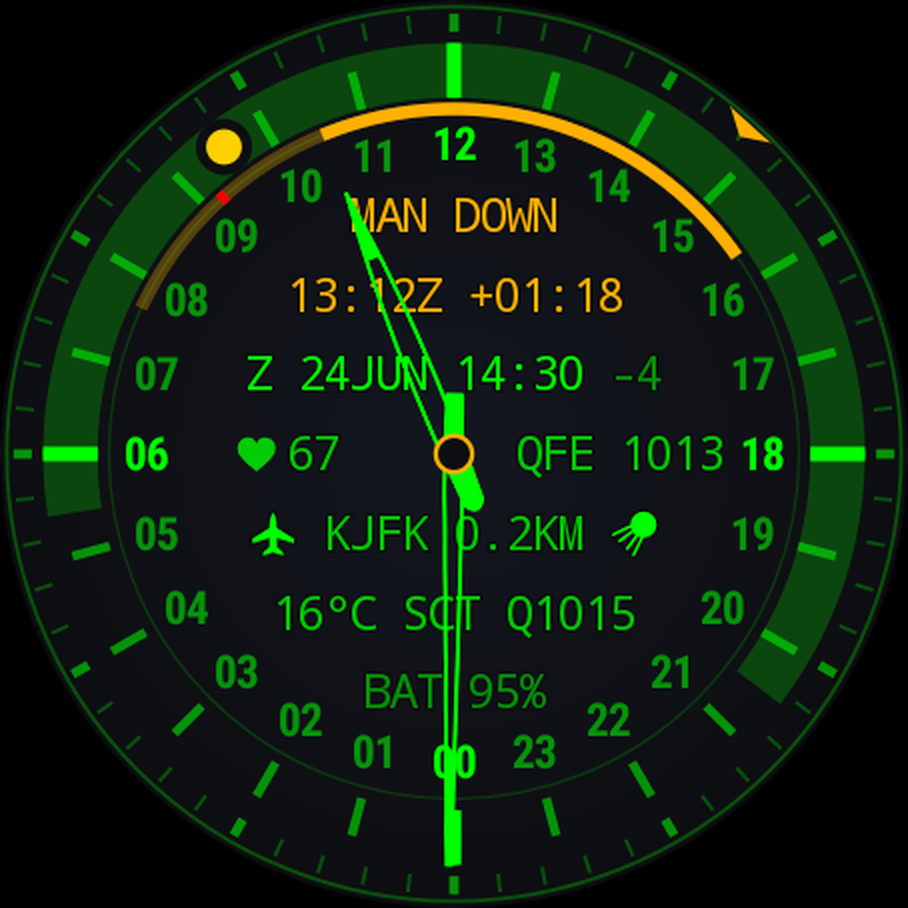 12
11 13
10 14
09 15
08 16
07 17
06 18
05 19
04 20
03 21
02 22
01 23
00
MAN DOWN
13:12Z +01:18
Z 24JUN 14:30 -4
67 QFE 1013
KJFK 0.2KM
16°C SCT Q1015
BAT 95%